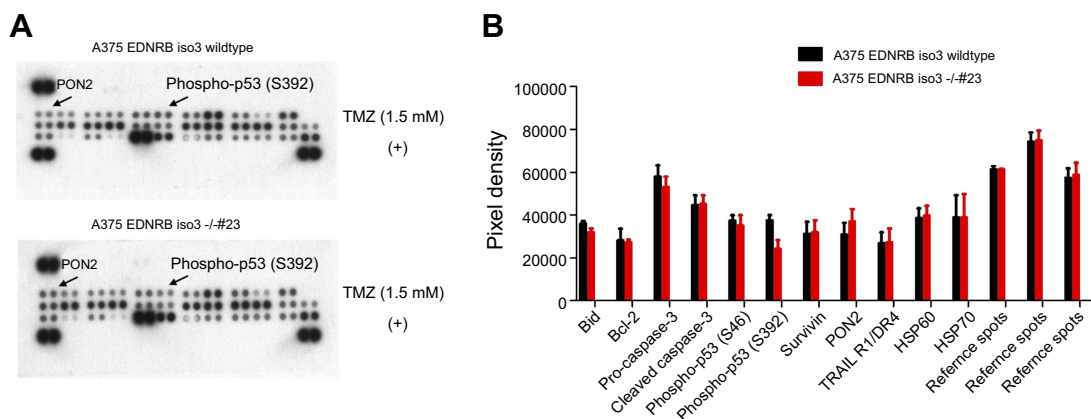 A
A375 EDNRB iso3 wildtype
PON2
Phospho-p53 (S392)
TMZ (1.5 mM)
(+)
A375 EDNRB iso3 -/-#23
PON2
Phospho-p53 (S392)
TMZ (1.5 mM)
(+)
B
A375 EDNRB iso3 wildtype
A375 EDNRB iso3 -/-#23
Pixel density
100000
80000
60000
40000
20000
0
Bid
Bcl-2
Pro-caspase-3
Cleaved caspase-3
Phospho-p53 (S46)
Phospho-p53 (S392)
Survivin
PON2
TRAIL R1/DR4
HSP60
HSP70
Refernce spots
Refernce spots
Refernce spots